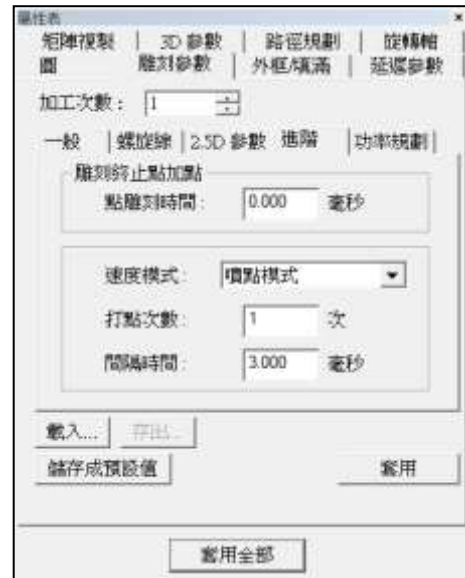 屬性表
矩陣複製 3D 參數 路徑規劃 旋轉軸
圖 雕刻參數 外框/填滿 延遲參數
加工次數： 1
一般 螺旋線 2.5D 參數 進階 功率規劃
雕刻終止點加點
點雕刻時間： 0.000 毫秒
速度模式： 噴點模式
打點次數： 1 次
間隔時間： 3.000 毫秒
載入... 存出...
儲存成預設值 套用
套用全部